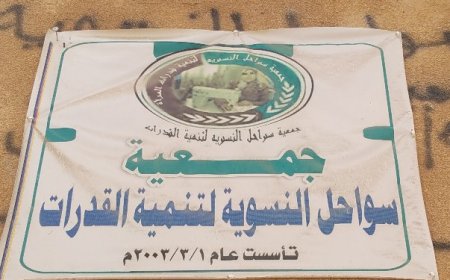 جمعية سواحل النسوية لتنمية القدرات
جمعية
سواحل النسوية لتنمية القدرات
تأسست عام ٢٠٠٣/٣/١م